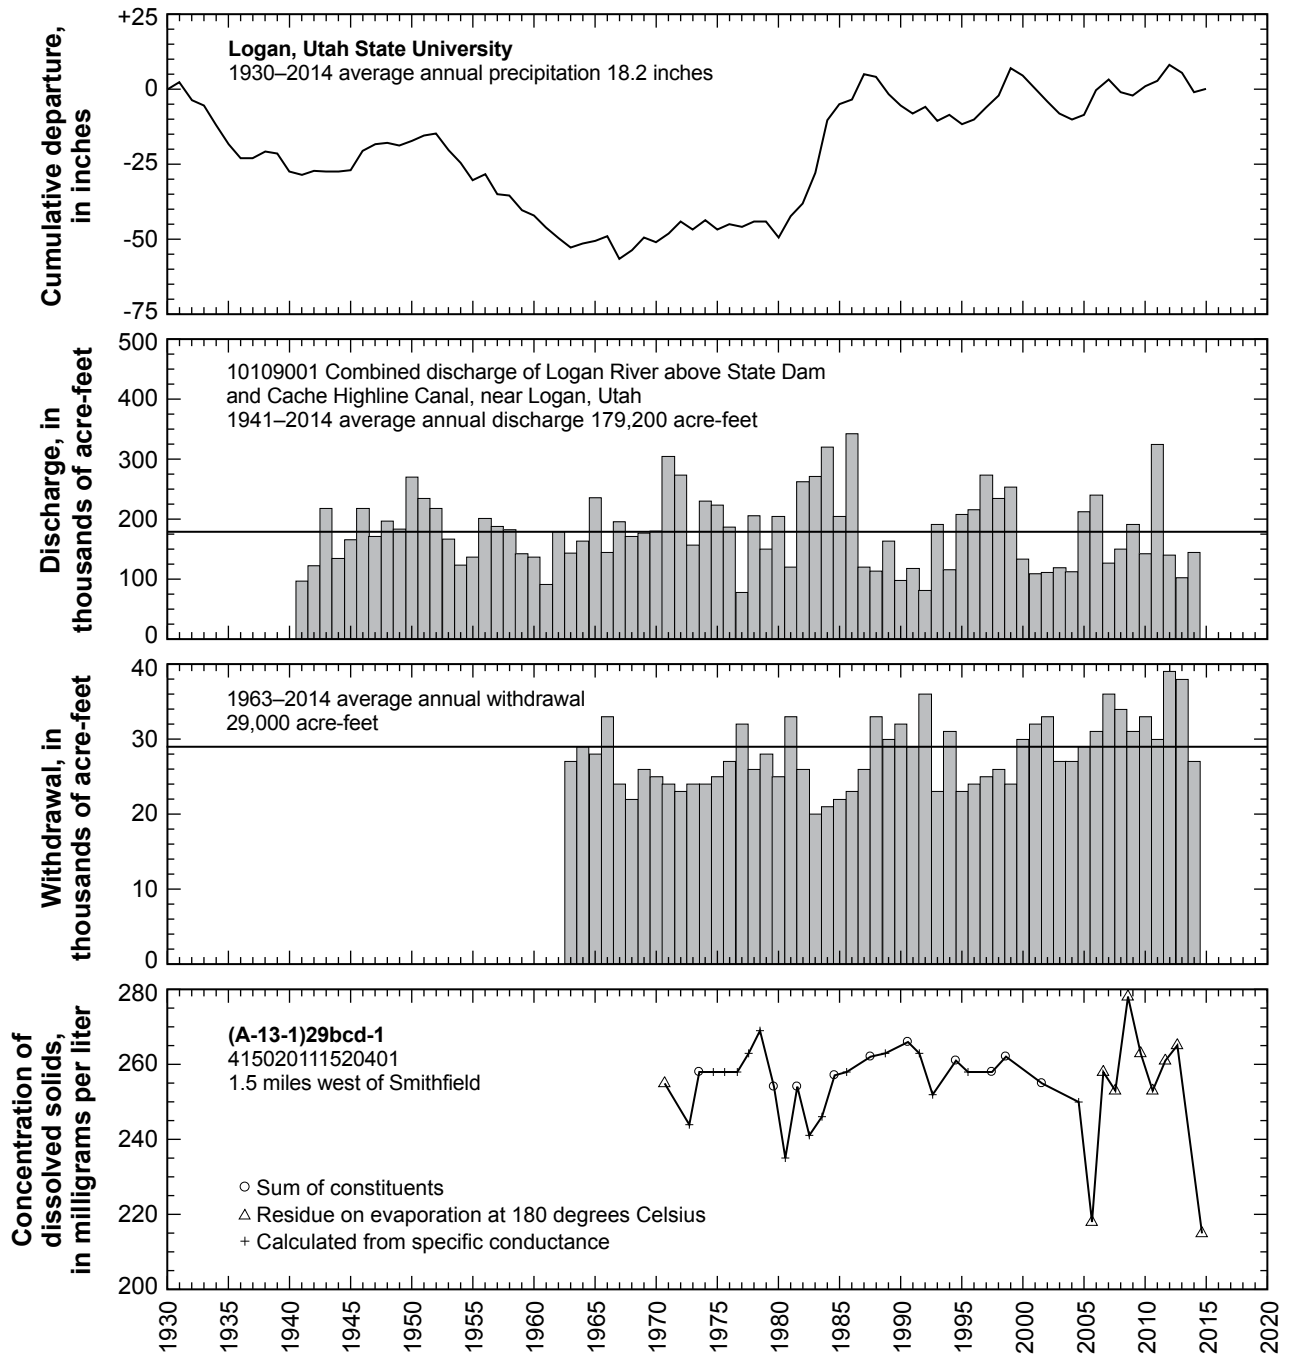 Cumulative departure,
in inches
+25
0
-25
-50
-75
Logan, Utah State University
1930–2014 average annual precipitation 18.2 inches
Discharge, in
thousands of acre-feet
500
400
300
200
100
0
10109001 Combined discharge of Logan River above State Dam
and Cache Highline Canal, near Logan, Utah
1941–2014 average annual discharge 179,200 acre-feet
Withdrawal, in
thousands of acre-feet
40
30
20
10
0
1963–2014 average annual withdrawal
29,000 acre-feet
Concentration of
dissolved solids,
in milligrams per liter
280
260
240
220
200
(A-13-1)29bcd-1
415020111520401
1.5 miles west of Smithfield
Sum of constituents
Residue on evaporation at 180 degrees Celsius
Calculated from specific conductance
1930
1935
1940
1945
1950
1955
1960
1965
1970
1975
1980
1985
1990
1995
2000
2005
2010
2015
2020